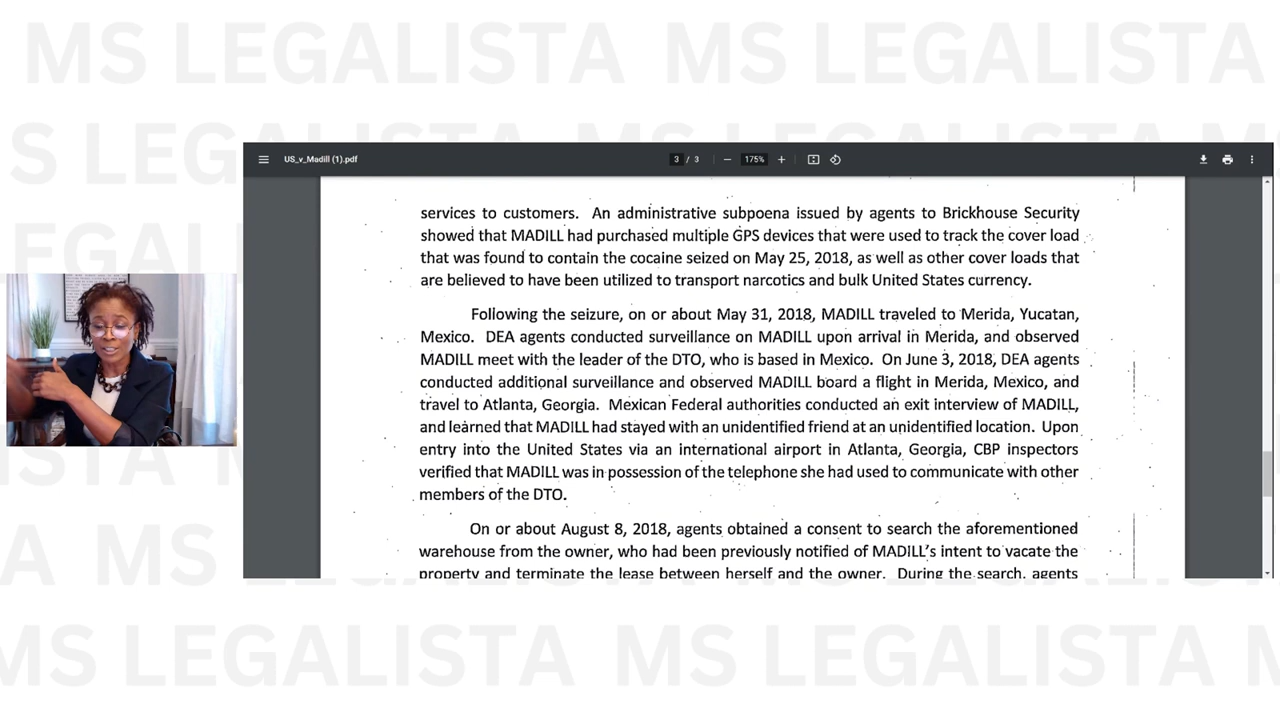 MS LEGALISTA MS LEGALISTA
S LEG
US_v_Madill (1).pdf
3 / 3
175%
services to customers. An administrative subpoena issued by agents to Brickhouse Security
showed that MADILL had purchased multiple GPS devices that were used to track the cover load
that was found to contain the cocaine seized on May 25, 2018, as well as other cover loads that
are believed to have been utilized to transport narcotics and bulk United States currency.
Following the seizure, on or about May 31, 2018, MADILL traveled to Merida, Yucatan,
Mexico. DEA agents conducted surveillance on MADILL upon arrival in Merida, and observed
MADILL meet with the leader of the DTO, who is based in Mexico. On June 3, 2018, DEA agents
conducted additional surveillance and observed MADILL board a flight in Merida, Mexico, and
travel to Atlanta, Georgia. Mexican Federal authorities conducted an exit interview of MADILL,
and learned that MADILL had stayed with an unidentified friend at an unidentified location. Upon
entry into the United States via an international airport in Atlanta, Georgia, CBP inspectors
verified that MADILL was in possession of the telephone she had used to communicate with other
members of the DTO.
On or about August 8, 2018, agents obtained a consent to search the aforementioned
warehouse from the owner, who had been previously notified of MADILL's intent to vacate the
property and terminate the lease between herself and the owner. During the search, agents
A MS
MS LEGALISTA MS LEGALISTA